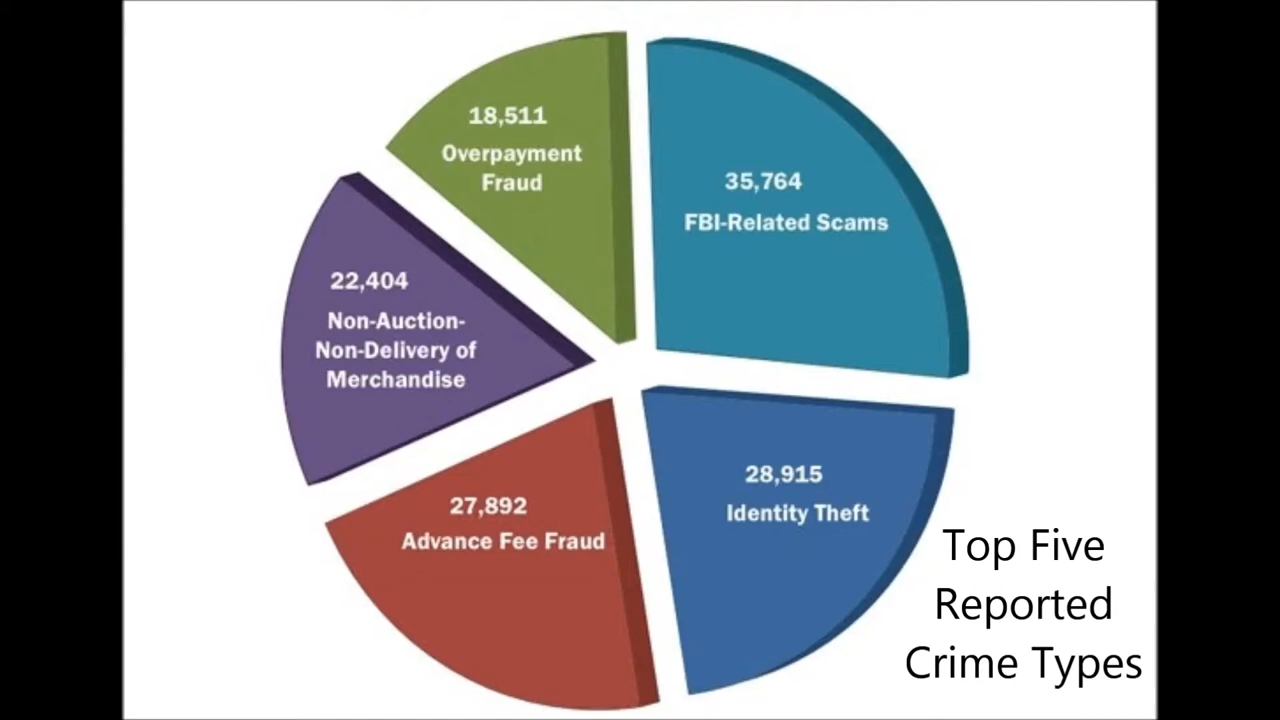 18,511
Overpayment
Fraud
35,764
FBI-Related Scams
22,404
Non-Auction-
Non-Delivery of
Merchandise
28,915
Identity Theft
27,892
Advance Fee Fraud
Top Five
Reported
Crime Types